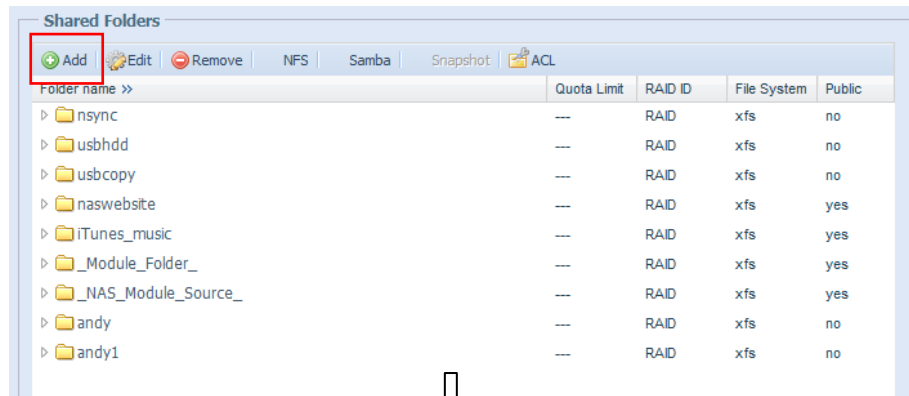 Shared Folders
Add Edit Remove NFS Samba Snapshot ACL
Folder name » Quota Limit RAID ID File System Public
nsync --- RAID xfs no
usbhdd --- RAID xfs no
usbcopy --- RAID xfs no
naswebsite --- RAID xfs yes
iTunes_music --- RAID xfs yes
_Module_Folder_ --- RAID xfs yes
_NAS_Module_Source_ --- RAID xfs yes
andy --- RAID xfs no
andy1 --- RAID xfs no